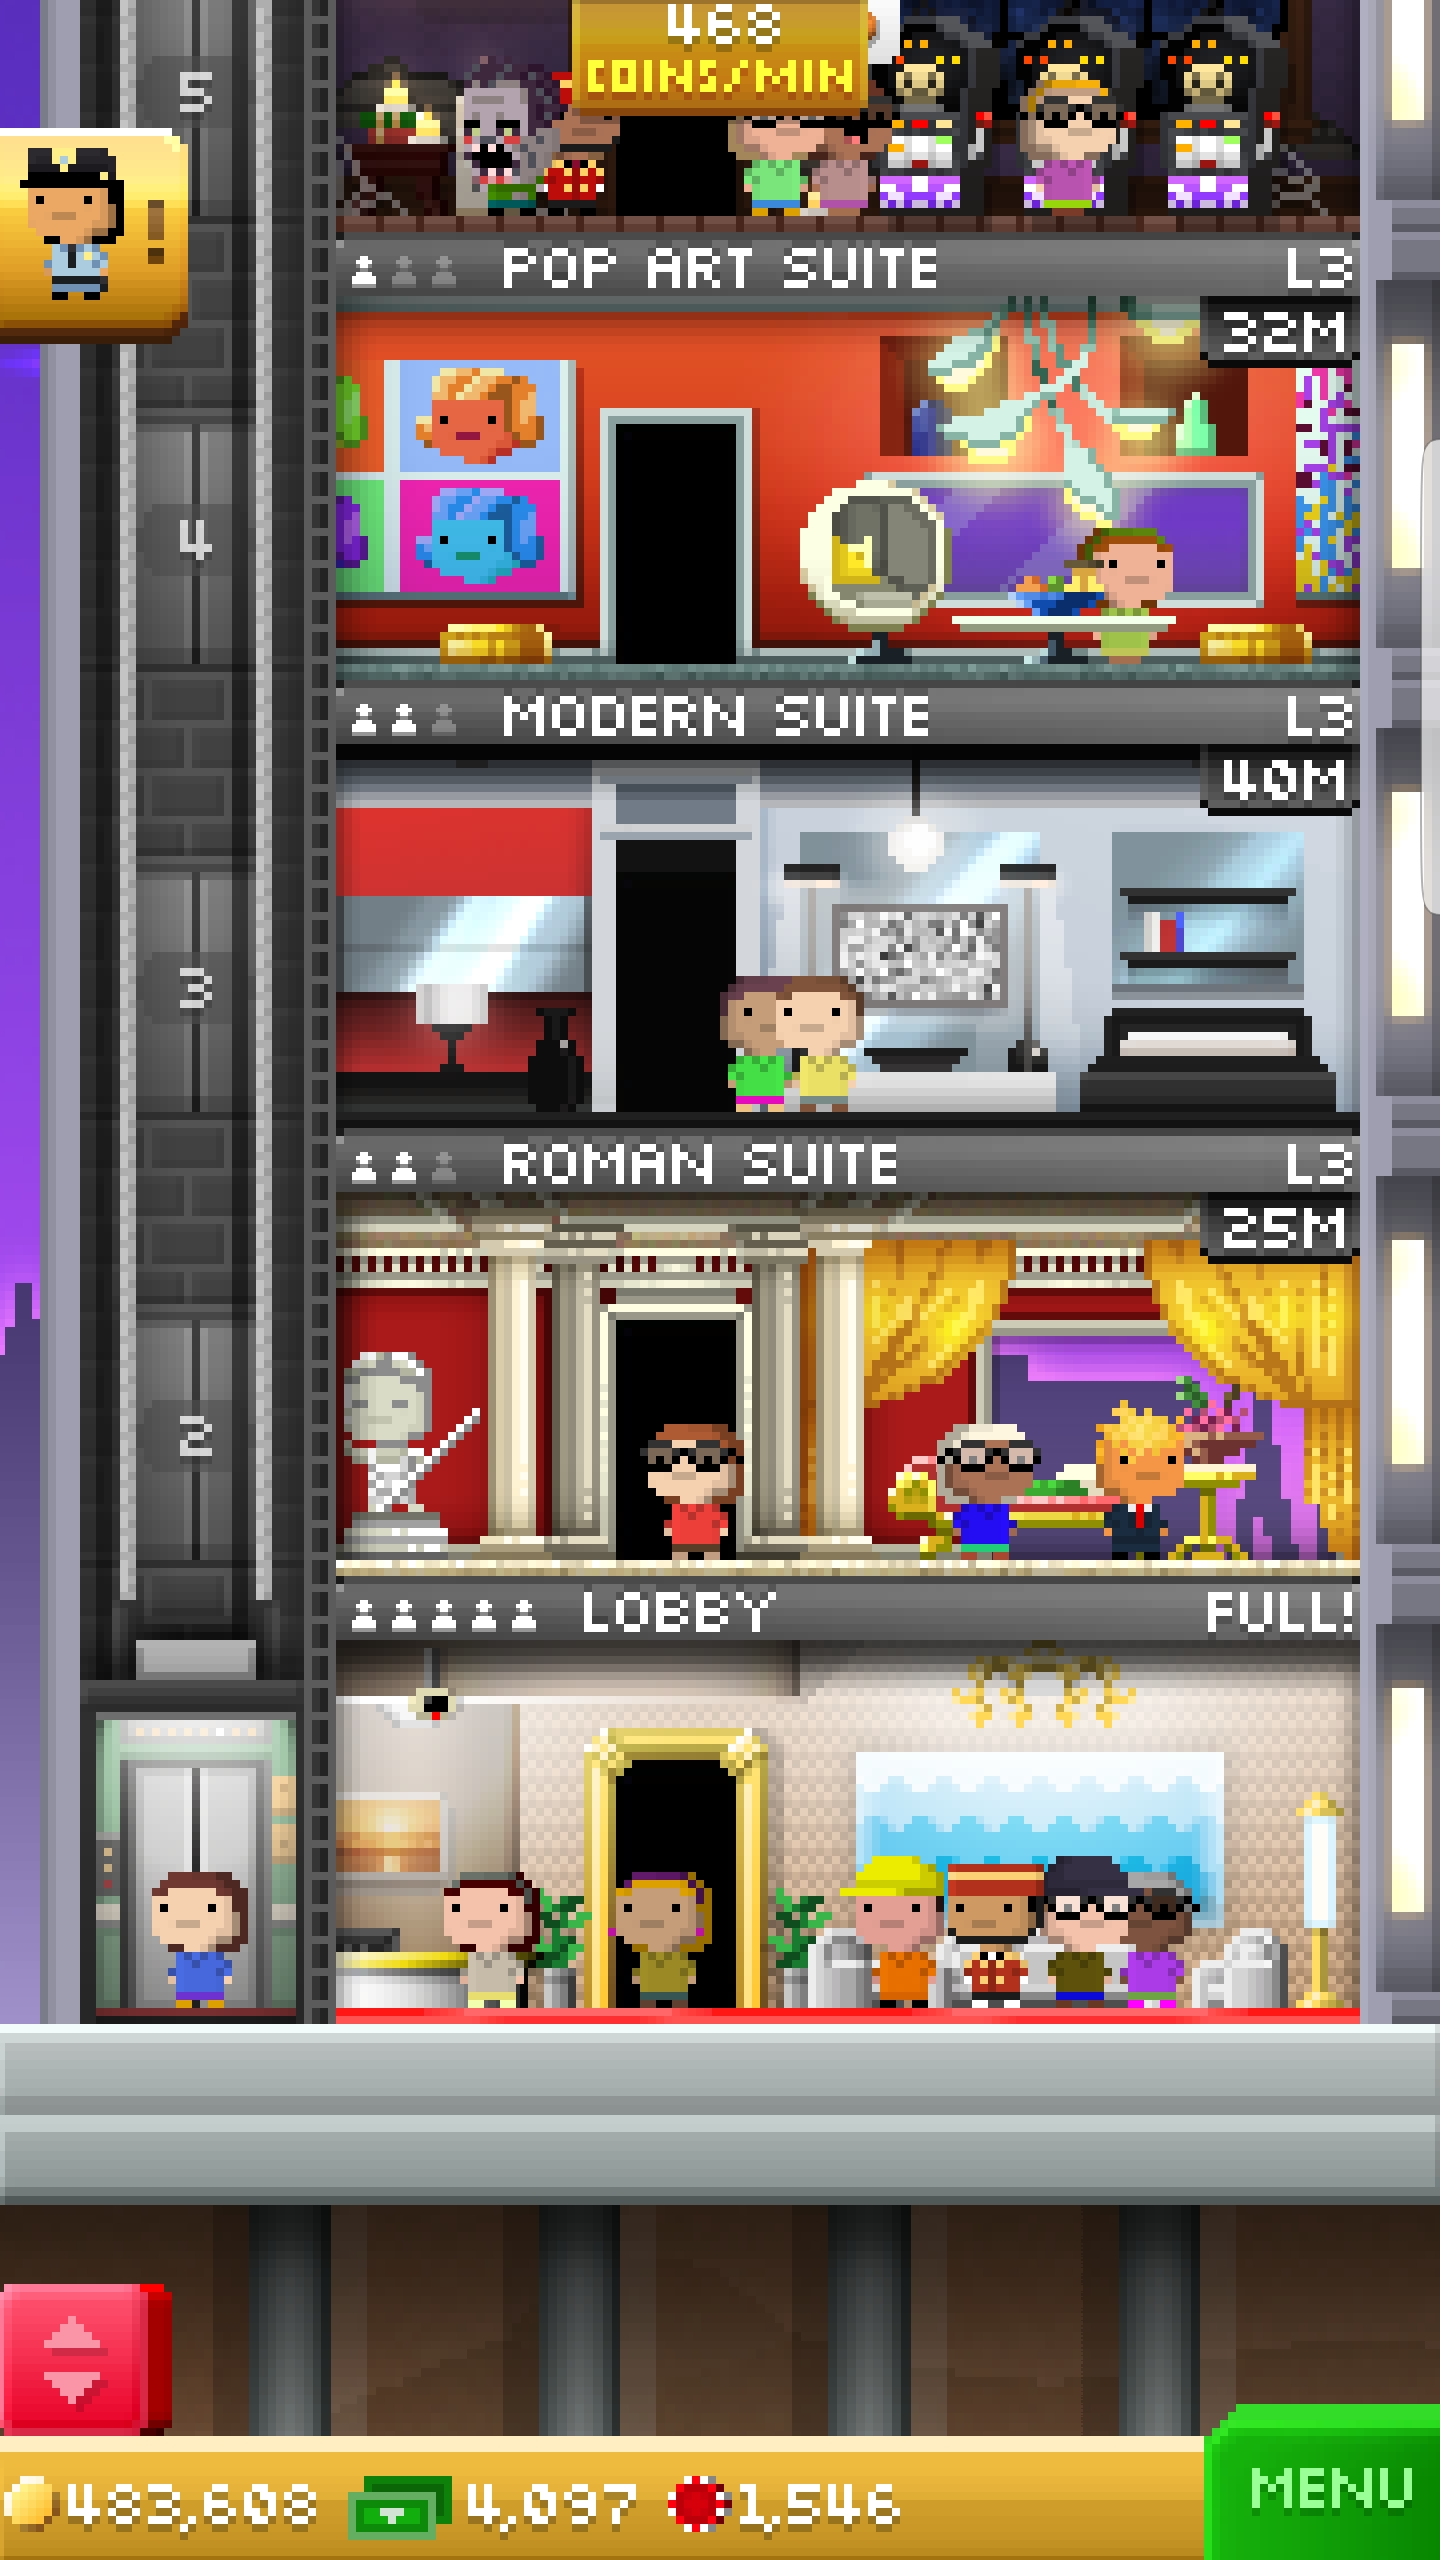 468
COINS/MIN
5
!
POP ART SUITE L3
32M
4
MODERN SUITE L3
40M
3
ROMAN SUITE L3
25M
2
LOBBY FULL!
483,608 4,097 1,546 MENU